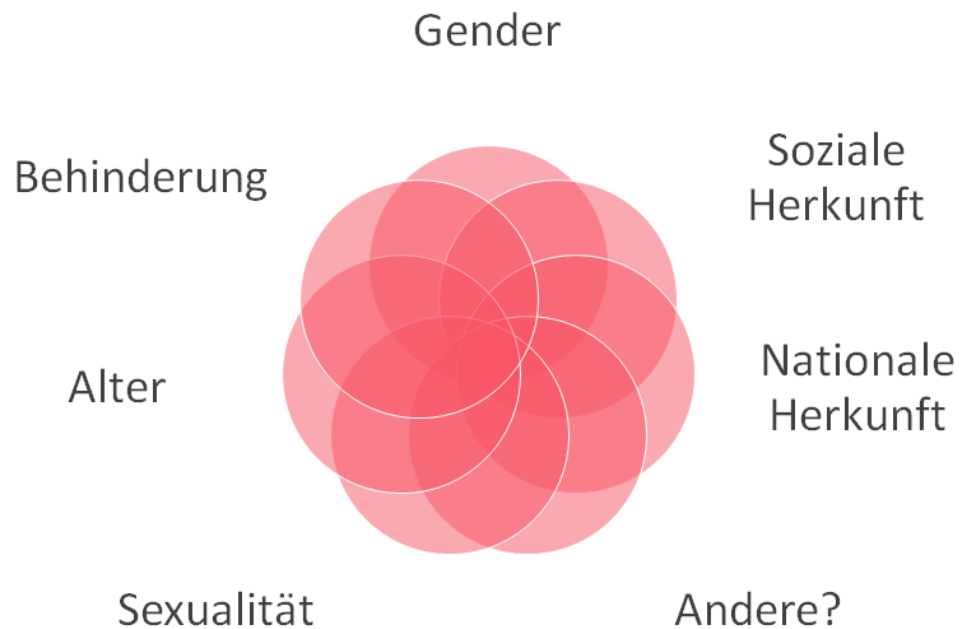 Gender
Soziale
Herkunft
Nationale
Herkunft
Andere?
Sexualität
Alter
Behinderung